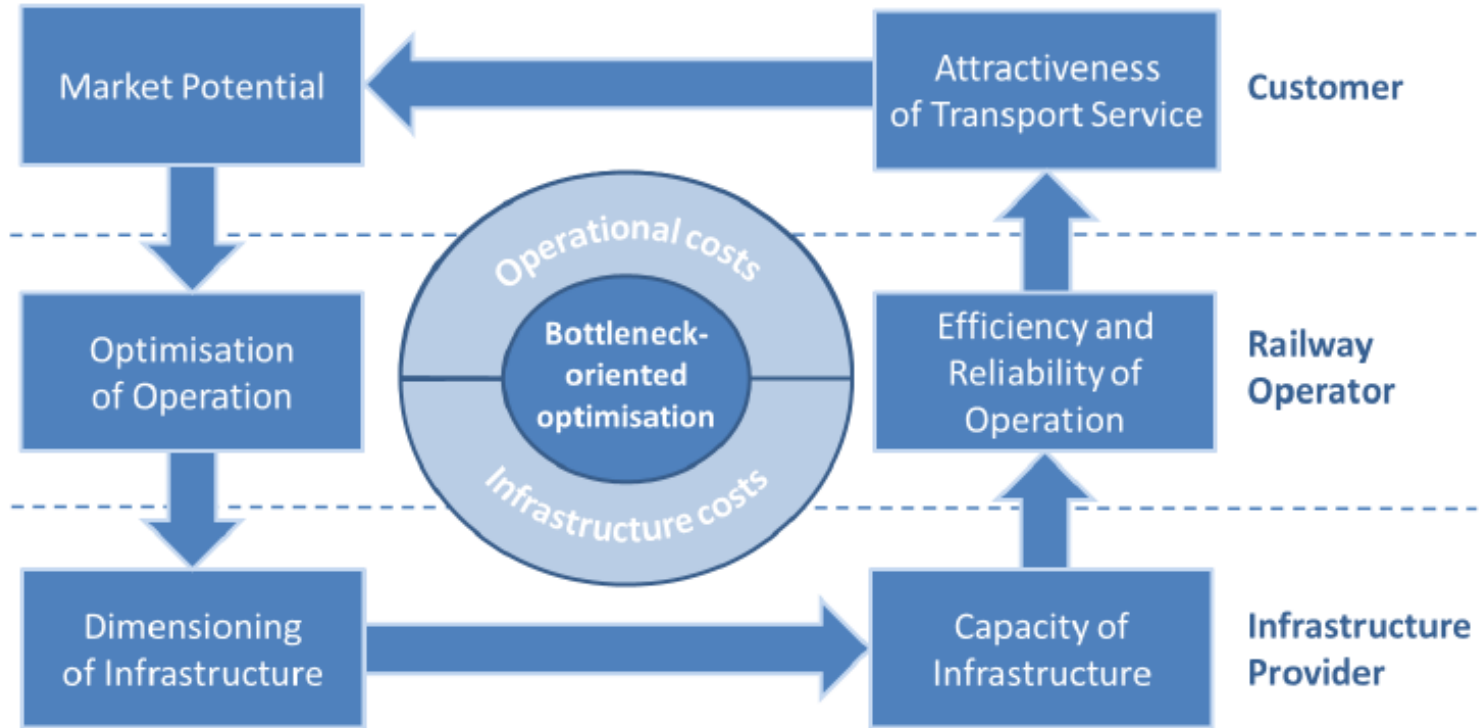 Market Potential
Attractiveness
of Transport Service
Customer
Operational costs
Bottleneck-
oriented
optimisation
Infrastructure costs
Optimisation
of Operation
Efficiency and
Reliability of
Operation
Railway
Operator
Dimensioning
of Infrastructure
Capacity of
Infrastructure
Infrastructure
Provider